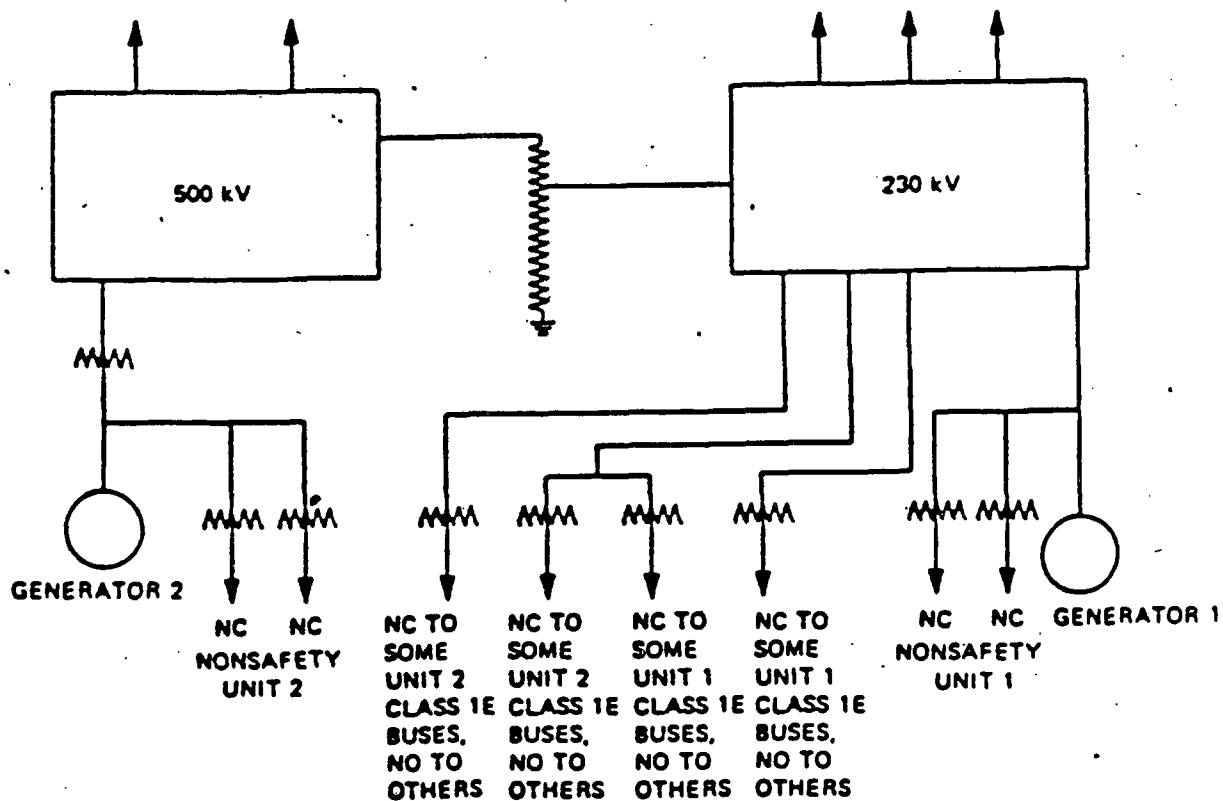 500 kV
230 kV
GENERATOR 2
NC NC
NONSAFETY
UNIT 2
NC TO
SOME
UNIT 2
CLASS 1E
BUSES,
NO TO
OTHERS
NC TO
SOME
UNIT 2
CLASS 1E
BUSES,
NO TO
OTHERS
NC TO
SOME
UNIT 1
CLASS 1E
BUSES,
NO TO
OTHERS
NC TO
SOME
UNIT 1
CLASS 1E
BUSES,
NO TO
OTHERS
NC NC
NONSAFETY
UNIT 1
GENERATOR 1